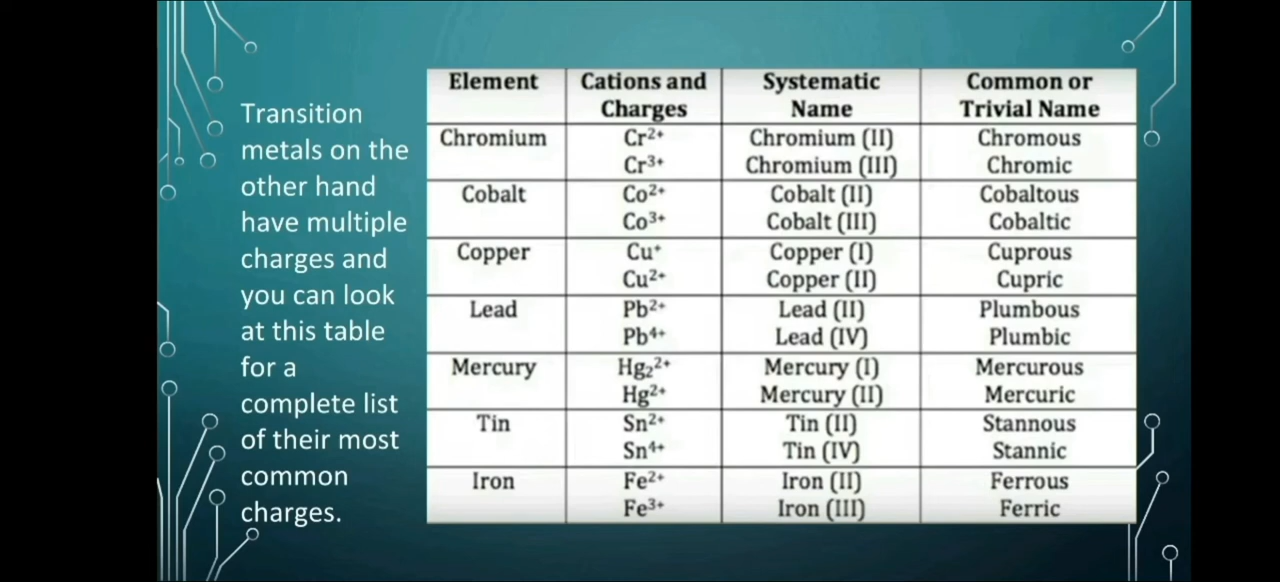 Transition
metals on the
other hand
have multiple
charges and
you can look
at this table
for a
complete list
of their most
common
charges.
Element Cations and Charges Systematic Name Common or Trivial Name
Chromium Cr²⁺ Chromium (II) Chromous
Cr³⁺ Chromium (III) Chromic
Cobalt Co²⁺ Cobalt (II) Cobaltous
Co³⁺ Cobalt (III) Cobaltic
Copper Cu⁺ Copper (I) Cuprous
Cu²⁺ Copper (II) Cupric
Lead Pb²⁺ Lead (II) Plumbous
Pb⁴⁺ Lead (IV) Plumbic
Mercury Hg₂²⁺ Mercury (I) Mercurous
Hg²⁺ Mercury (II) Mercuric
Tin Sn²⁺ Tin (II) Stannous
Sn⁴⁺ Tin (IV) Stannic
Iron Fe²⁺ Iron (II) Ferrous
Fe³⁺ Iron (III) Ferric